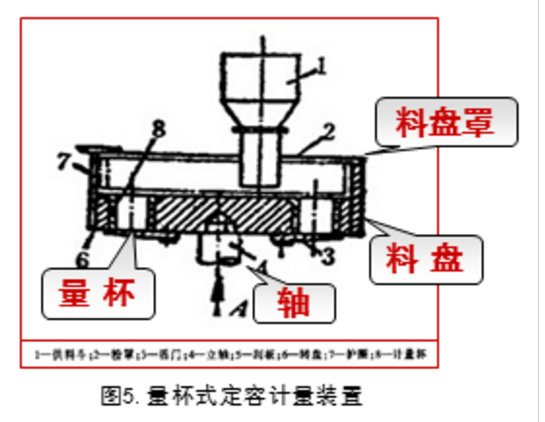 1
料盘罩
8
2
7
6
3
料盘
量杯
4
轴
A
1—供料斗;2—粉罩;3—活门;4—立轴;5—刮板;6—转盘;7—护圈;8—计量杯
图5.量杯式定容计量装置